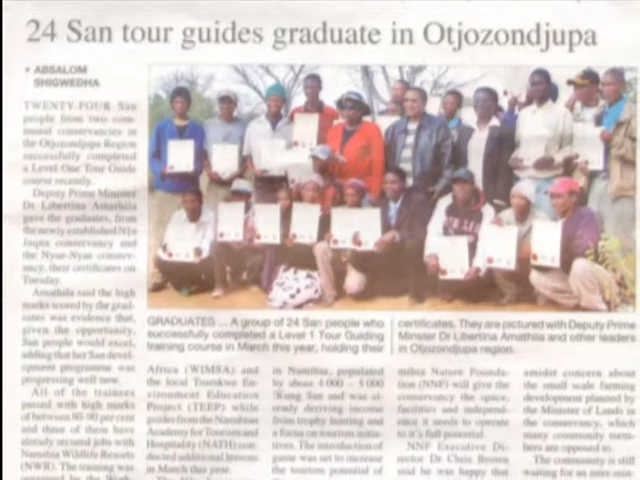 24 San tour guides graduate in Otjozondjupa
• ABSALOM
SHIGWEDHA
TWENTY-FOUR San
people from two com-
munal conservancies in
the Otjozondjupa Region
successfully completed
a Level One Tour Guide
course recently.
Deputy Prime Minister
Dr Libertina Amathila
gave the graduates, from
the newly established N‡a
Jaqna conservancy and
the Nyae-Nyae conserv-
ancy, their certificates on
Tuesday.
Amathila said the high
marks scored by the grad-
uates was evidence that,
given the opportunity,
San people would excel,
adding that her San devel-
opment programme was
progressing well now.
All of the trainees
passed with high marks
of between 80-90 per cent
and three of them have
already secured jobs with
Namibia Wildlife Resorts
(NWR). The training was
GRADUATES ... A group of 24 San people who
successfully completed a Level 1 Tour Guiding
training course in March this year, holding their
certificates. They are pictured with Deputy Prime
Minster Dr Libertina Amathila and other leaders
in Otjozondjupa region.
Africa (WIMSA) and
the local Tsumkwe En-
vironment Education
Project (TEEP) while
guides from the Namibian
Academy for Tourism and
Hospitality (NATH) con-
ducted additional lessons
in March this year.
in Namibia, populated
by about 4 000 - 5 000
!Kung San and was al-
ready deriving income
from trophy hunting and
a focus on tourism initia-
tives. The introduction of
game was set to increase
the tourism potential of
mibia Nature Founda-
tion (NNF) will give the
conservancy the space,
facilities and independ-
ence it needs to operate
to it's full potential.
NNF Executive Di-
rector Dr Chris Brown
said he was happy that
amidst concern about
the small scale farming
development planned by
the Minister of Lands in
the conservancy, which
many community mem-
bers are opposed to.
The community is still
waiting for an